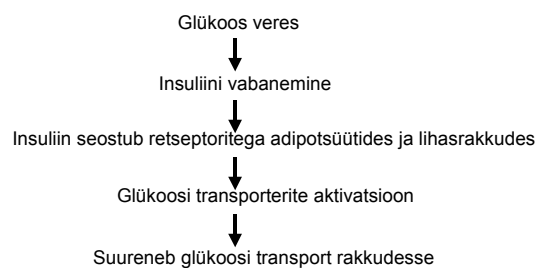 Glükoos veres
Insuliini vabanemine
Insuliin seostub retseptoritega adipotsüütides ja lihasrakkudes
Glükoosi transporterite aktivatsioon
Suureneb glükoosi transport rakkudesse